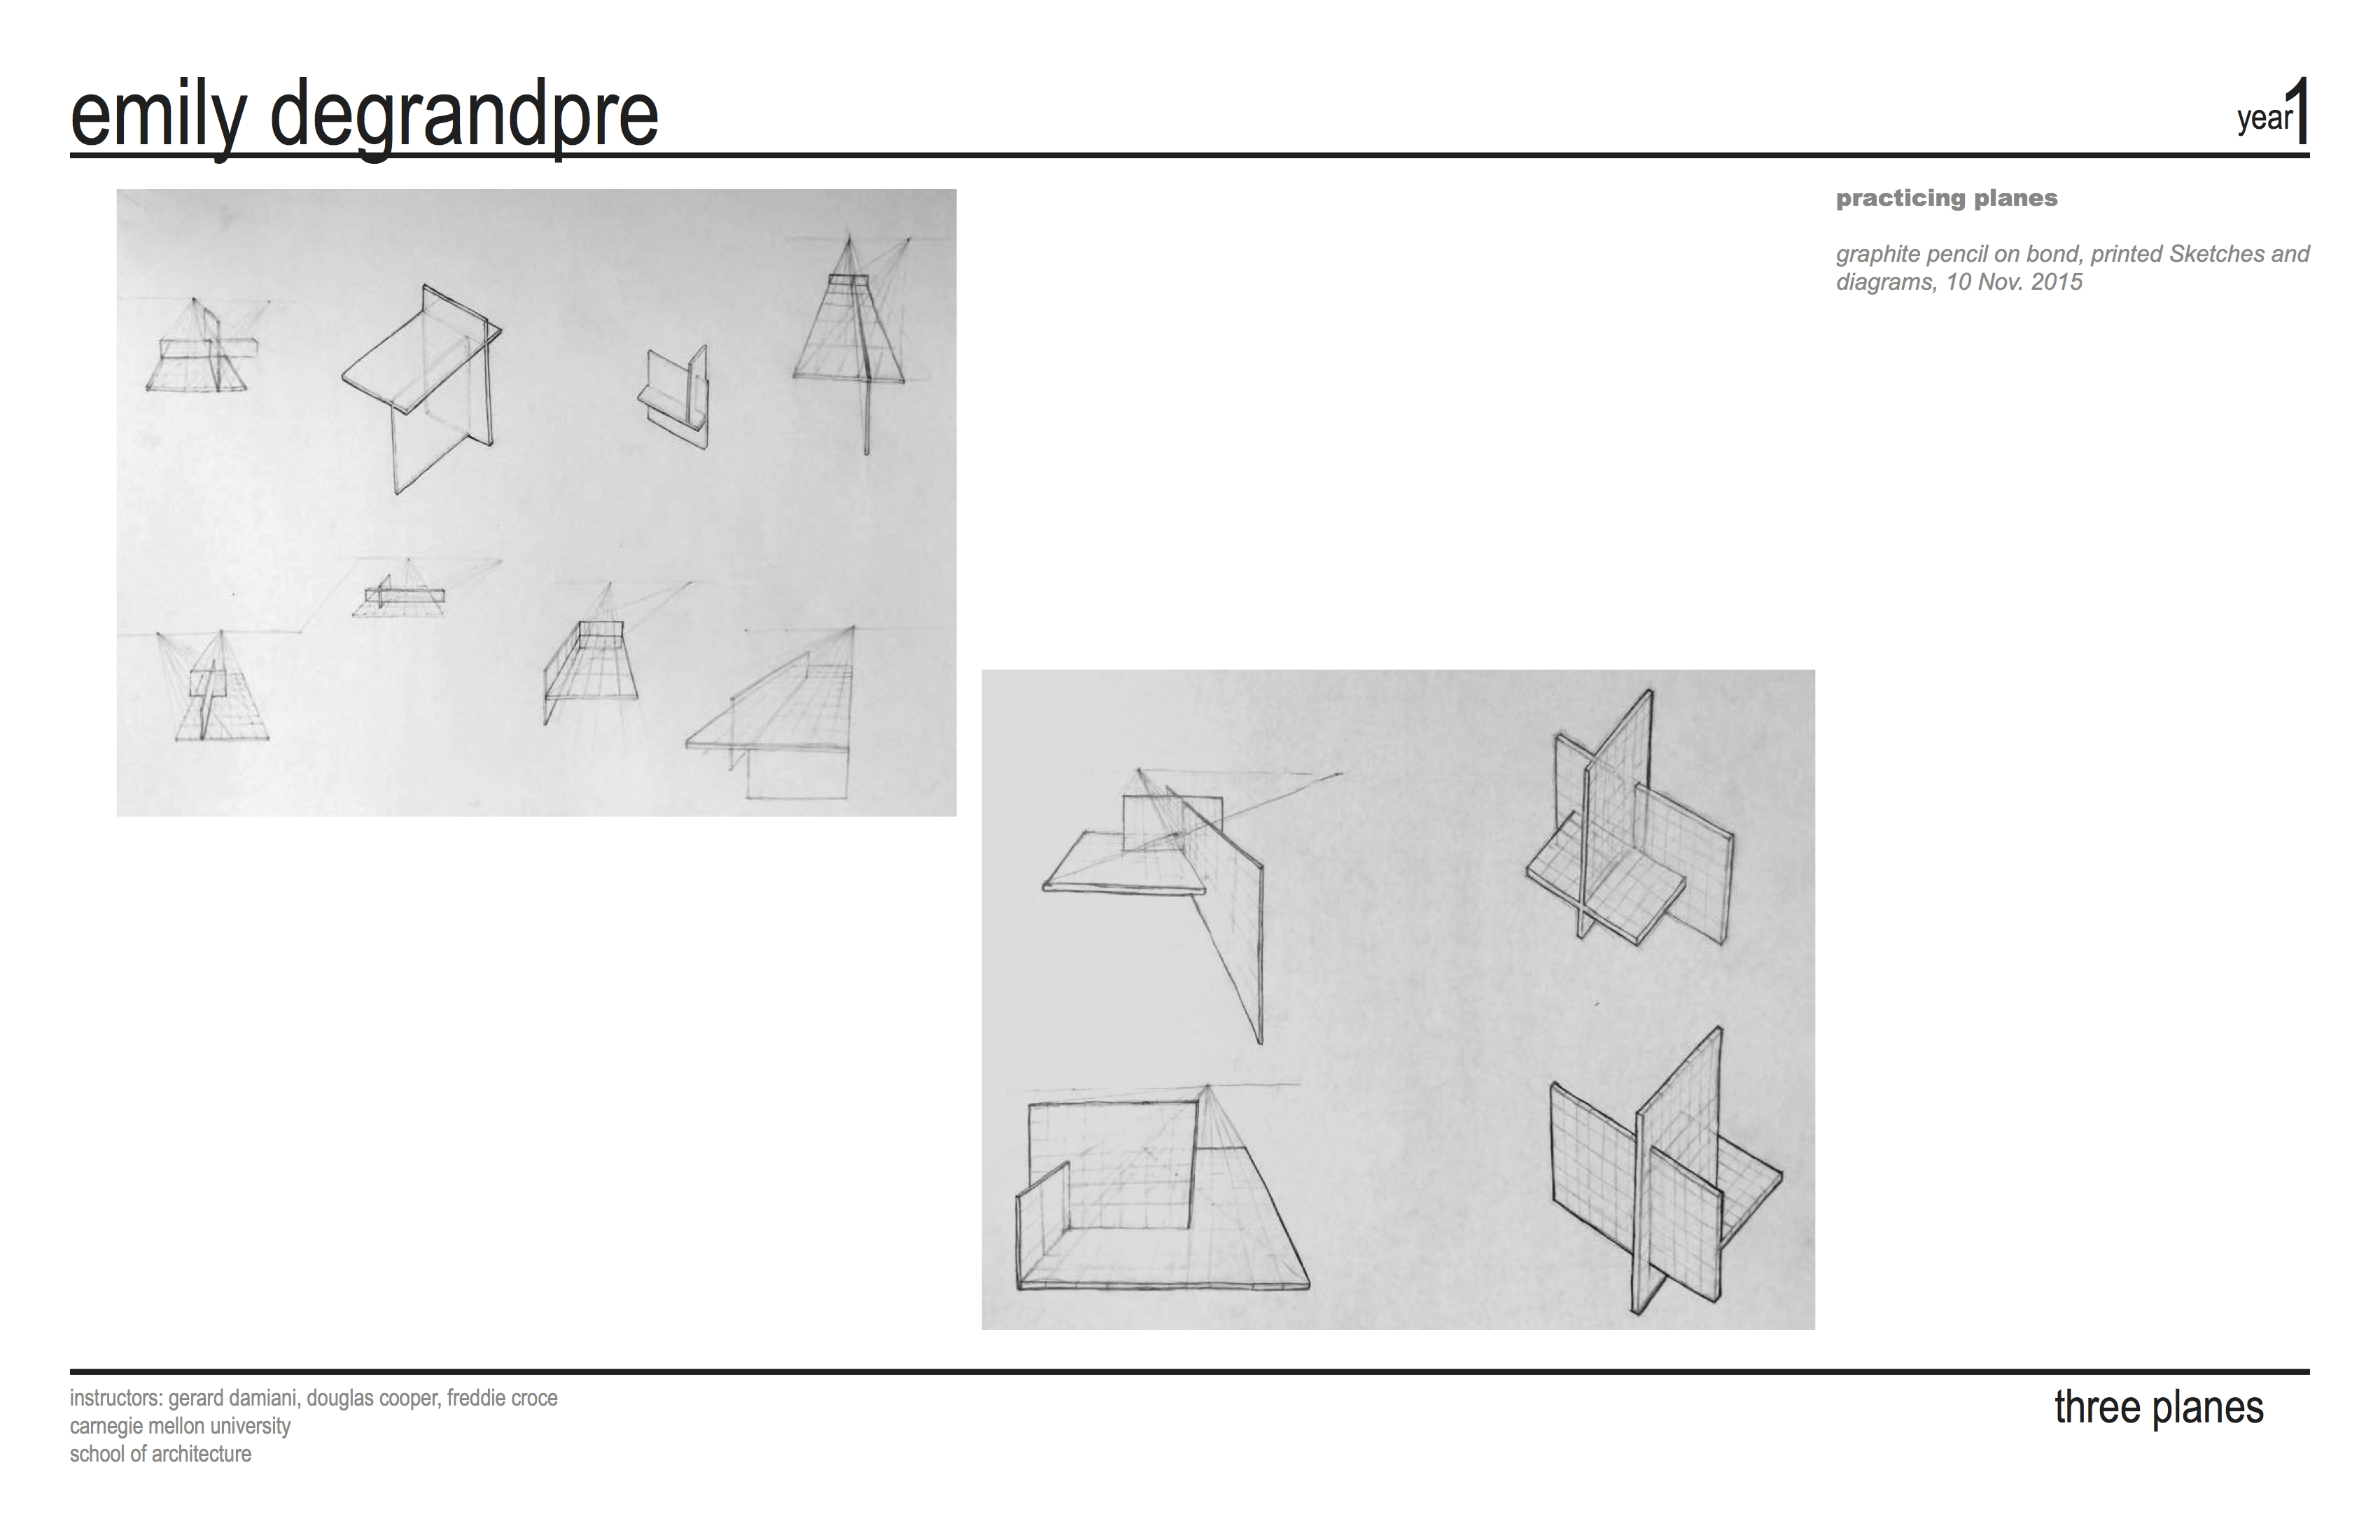 emily degrandpre
year1
practicing planes
graphite pencil on bond, printed Sketches and
diagrams, 10 Nov. 2015
instructors: gerard damiani, douglas cooper, freddie croce
carnegie mellon university
school of architecture
three planes